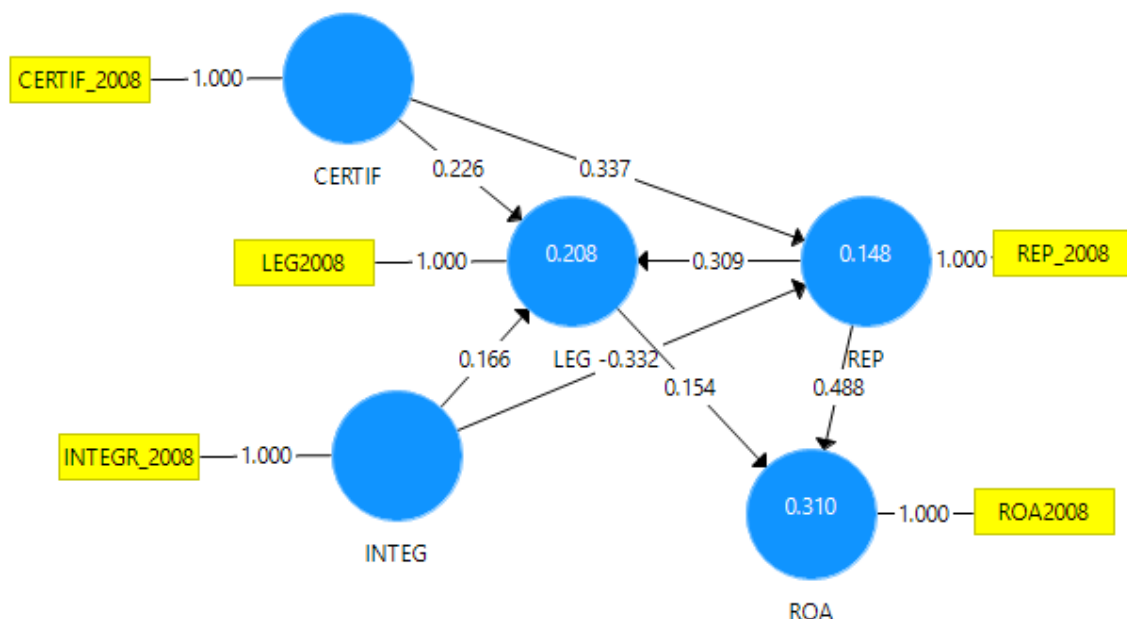 CERTIF_2008
1.000
CERTIF
0.226
0.337
LEG2008
1.000
0.208
0.309
0.148
1.000
REP_2008
LEG
-0.332
REP
0.166
0.154
0.488
INTEGR_2008
1.000
INTEG
0.310
1.000
ROA2008
ROA